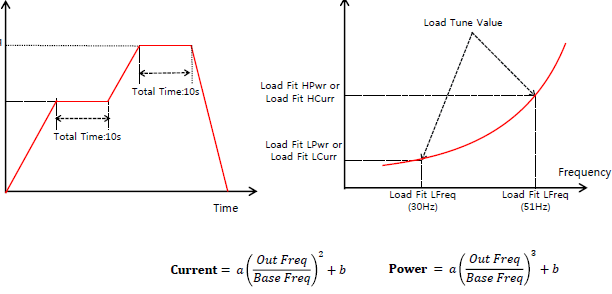 Total Time:10s
Total Time:10s
Time
Load Tune Value
Load Fit HPwr or
Load Fit HCurr
Load Fit LPwr or
Load Fit LCurr
Frequency
Load Fit LFreq
(30Hz)
Load Fit LFreq
(51Hz)
Current = a(Out Freq/Base Freq)² + b
Power = a(Out Freq/Base Freq)³ + b